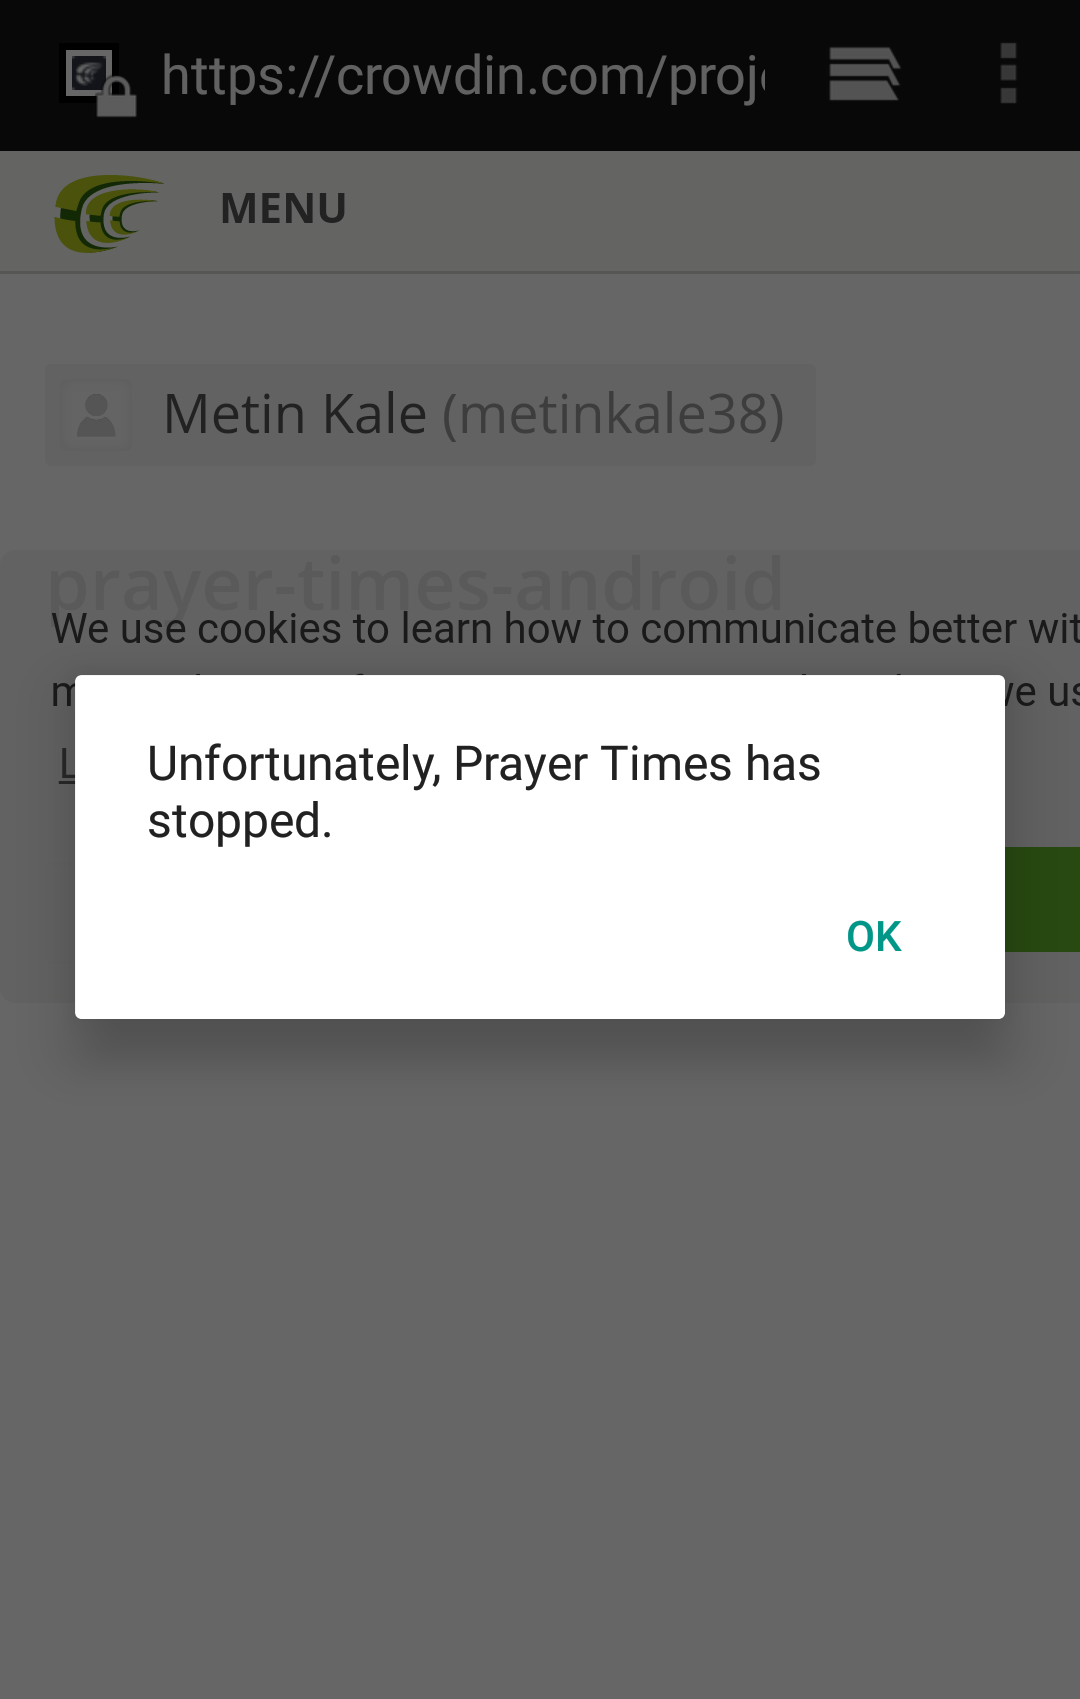 https://crowdin.com/proj
MENU
Metin Kale (metinkale38)
prayer-times-android
We use cookies to learn how to communicate better
we
Unfortunately, Prayer Times has
stopped.
OK